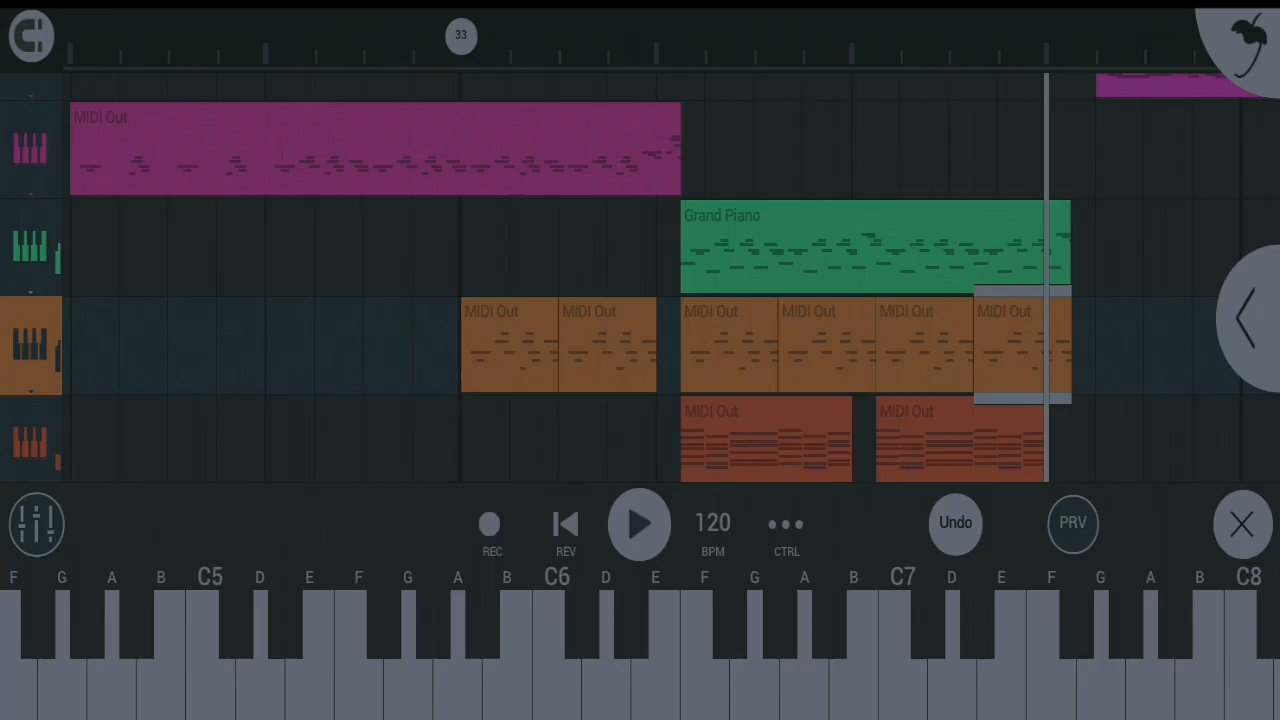 33
MIDI Out
Grand Piano
MIDI Out MIDI Out MIDI Out MIDI Out MIDI Out MIDI Out
MIDI Out MIDI Out
120 Undo PRV
REC REV BPM CTRL
F G A B C5 D E F G A B C6 D E F G A B C7 D E F G A B C8